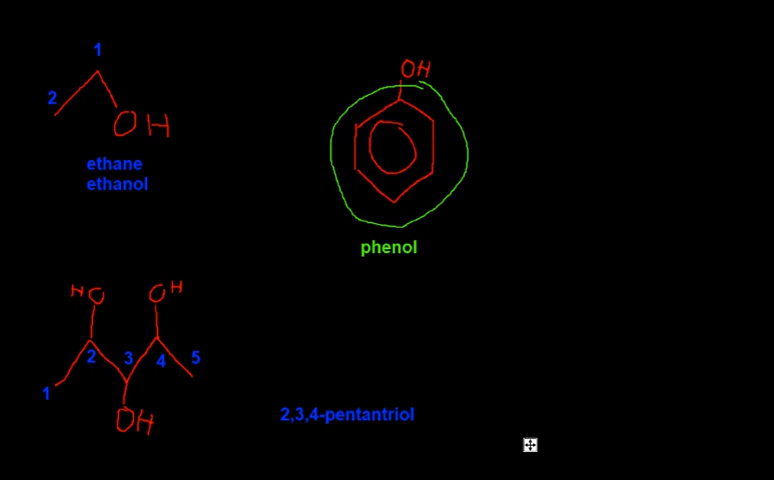 1
2
OH
ethane
ethanol
OH
phenol
HO
OH
1
2
3
4
5
OH
2,3,4-pentantriol